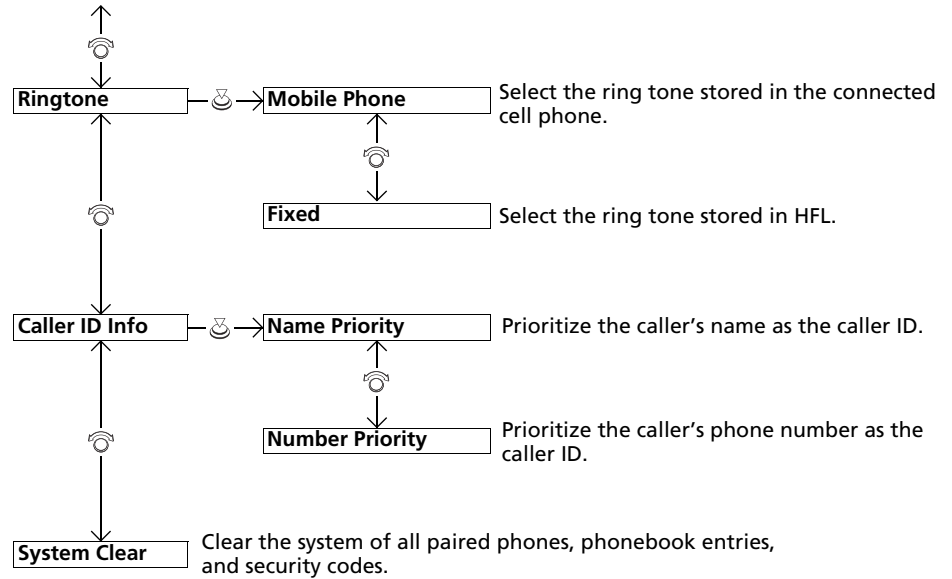 Ringtone
Mobile Phone
Select the ring tone stored in the connected
cell phone.
Fixed
Select the ring tone stored in HFL.
Caller ID Info
Name Priority
Prioritize the caller’s name as the caller ID.
Number Priority
Prioritize the caller’s phone number as the
caller ID.
System Clear
Clear the system of all paired phones, phonebook entries,
and security codes.